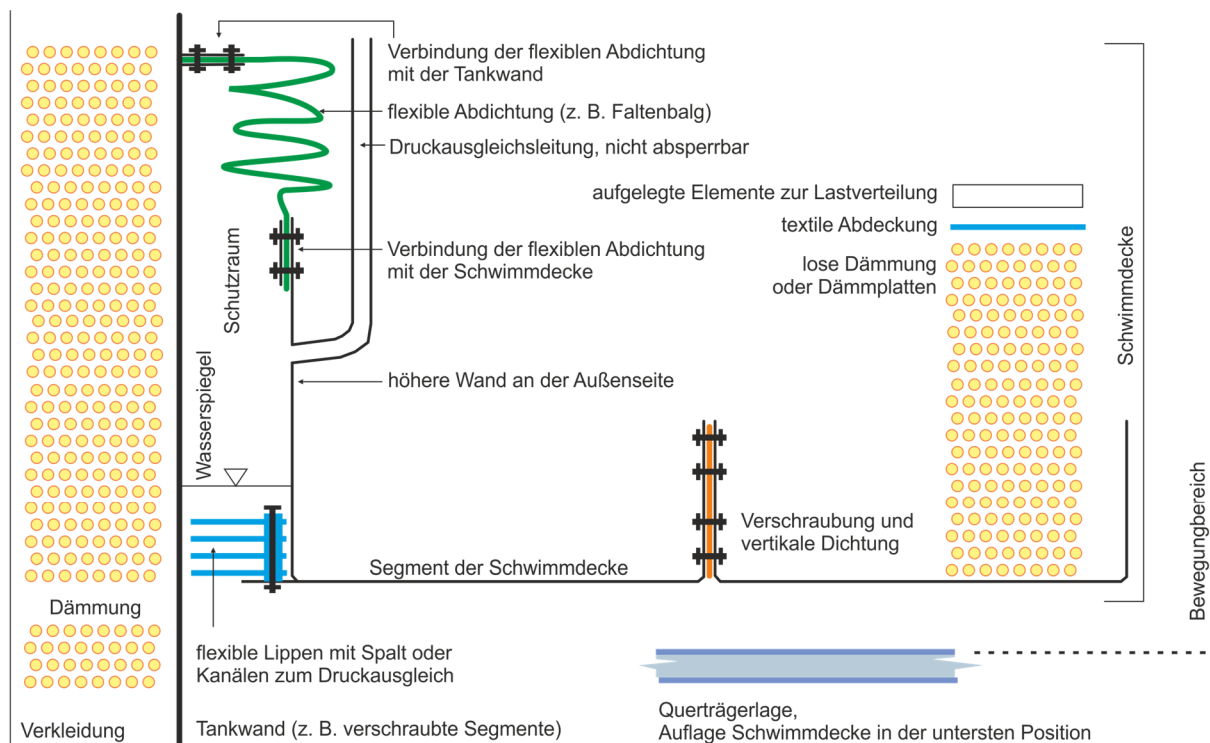 Verbindung der flexiblen Abdichtung
mit der Tankwand
flexible Abdichtung (z. B. Faltenbalg)
Druckausgleichsleitung, nicht absperrbar
aufgelegte Elemente zur Lastverteilung
textile Abdeckung
lose Dämmung
oder Dämmplatten
Schwimmdecke
Verbindung der flexiblen Abdichtung
mit der Schwimmdecke
Schutzraum
höhere Wand an der Außenseite
Wasserspiegel
Verschraubung und
vertikale Dichtung
Bewegungbereich
Segment der Schwimmdecke
Dämmung
flexible Lippen mit Spalt oder
Kanälen zum Druckausgleich
Verkleidung
Tankwand (z. B. verschraubte Segmente)
Querträgerlage,
Auflage Schwimmdecke in der untersten Position